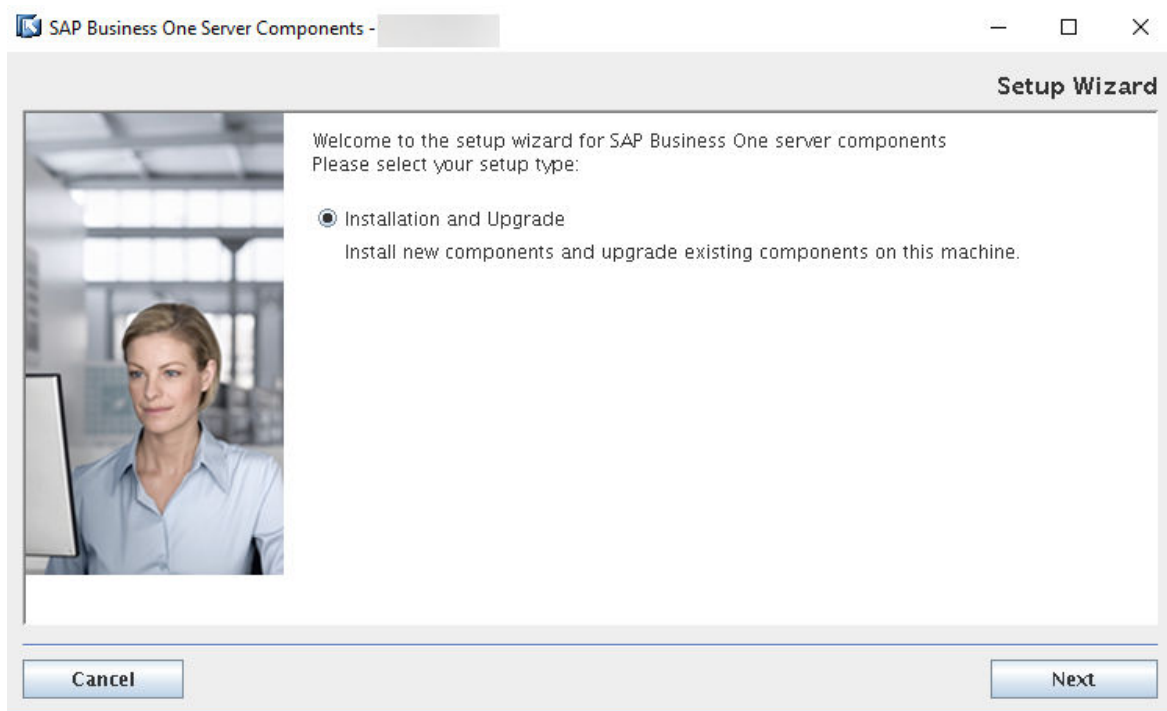 SAP Business One Server Components -
Setup Wizard
Welcome to the setup wizard for SAP Business One server components
Please select your setup type:
Installation and Upgrade
Install new components and upgrade existing components on this machine.
Cancel
Next